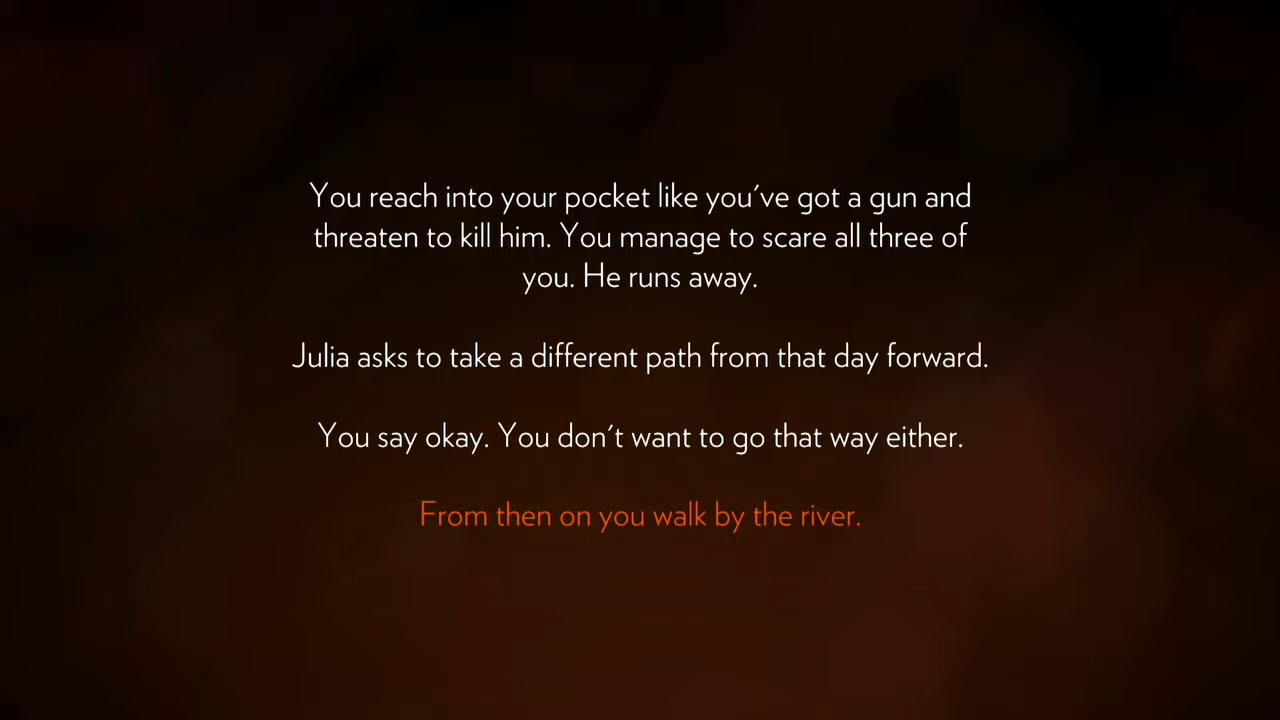 You reach into your pocket like you've got a gun and
threaten to kill him. You manage to scare all three of
you. He runs away.
Julia asks to take a different path from that day forward.
You say okay. You don't want to go that way either.
From then on you walk by the river.